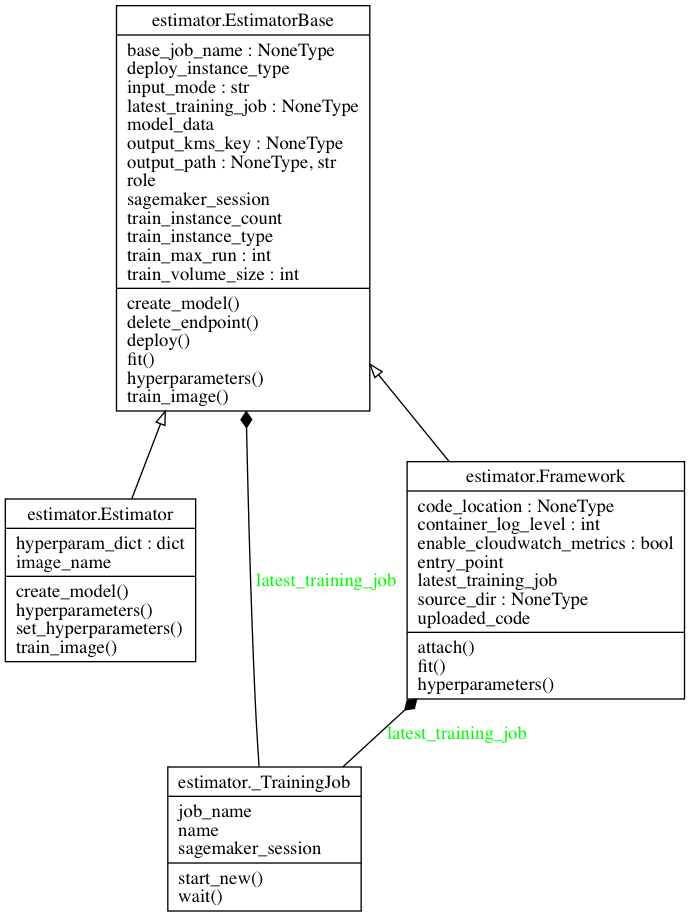 estimator.EstimatorBase
base_job_name : NoneType
deploy_instance_type
input_mode : str
latest_training_job : NoneType
model_data
output_kms_key : NoneType
output_path : NoneType, str
role
sagemaker_session
train_instance_count
train_instance_type
train_max_run : int
train_volume_size : int
create_model()
delete_endpoint()
deploy()
fit()
hyperparameters()
train_image()
estimator.Estimator
hyperparam_dict : dict
image_name
create_model()
hyperparameters()
set_hyperparameters()
train_image()
latest_training_job
estimator.Framework
code_location : NoneType
container_log_level : int
enable_cloudwatch_metrics : bool
entry_point
latest_training_job
source_dir : NoneType
uploaded_code
attach()
fit()
hyperparameters()
latest_training_job
estimator._TrainingJob
job_name
name
sagemaker_session
start_new()
wait()